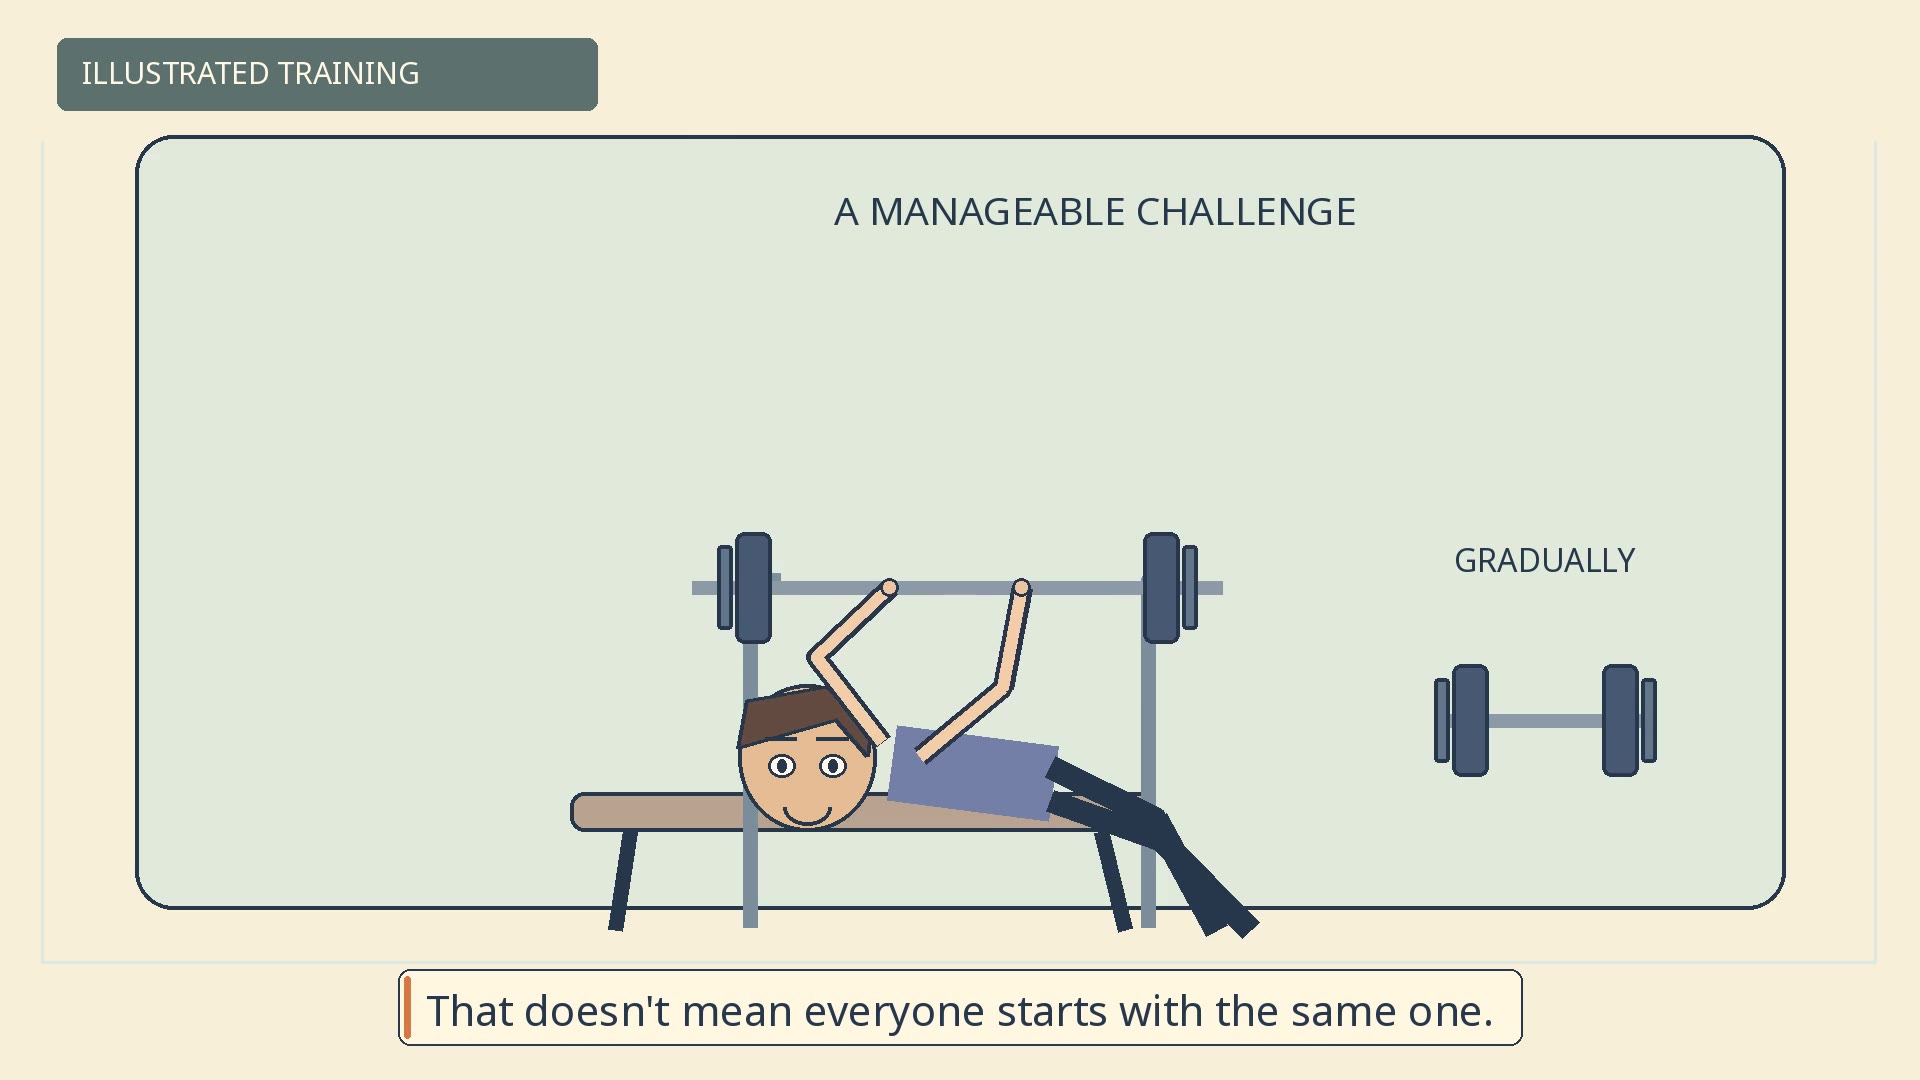 ILLUSTRATED TRAINING
A MANAGEABLE CHALLENGE
GRADUALLY
That doesn't mean everyone starts with the same one.